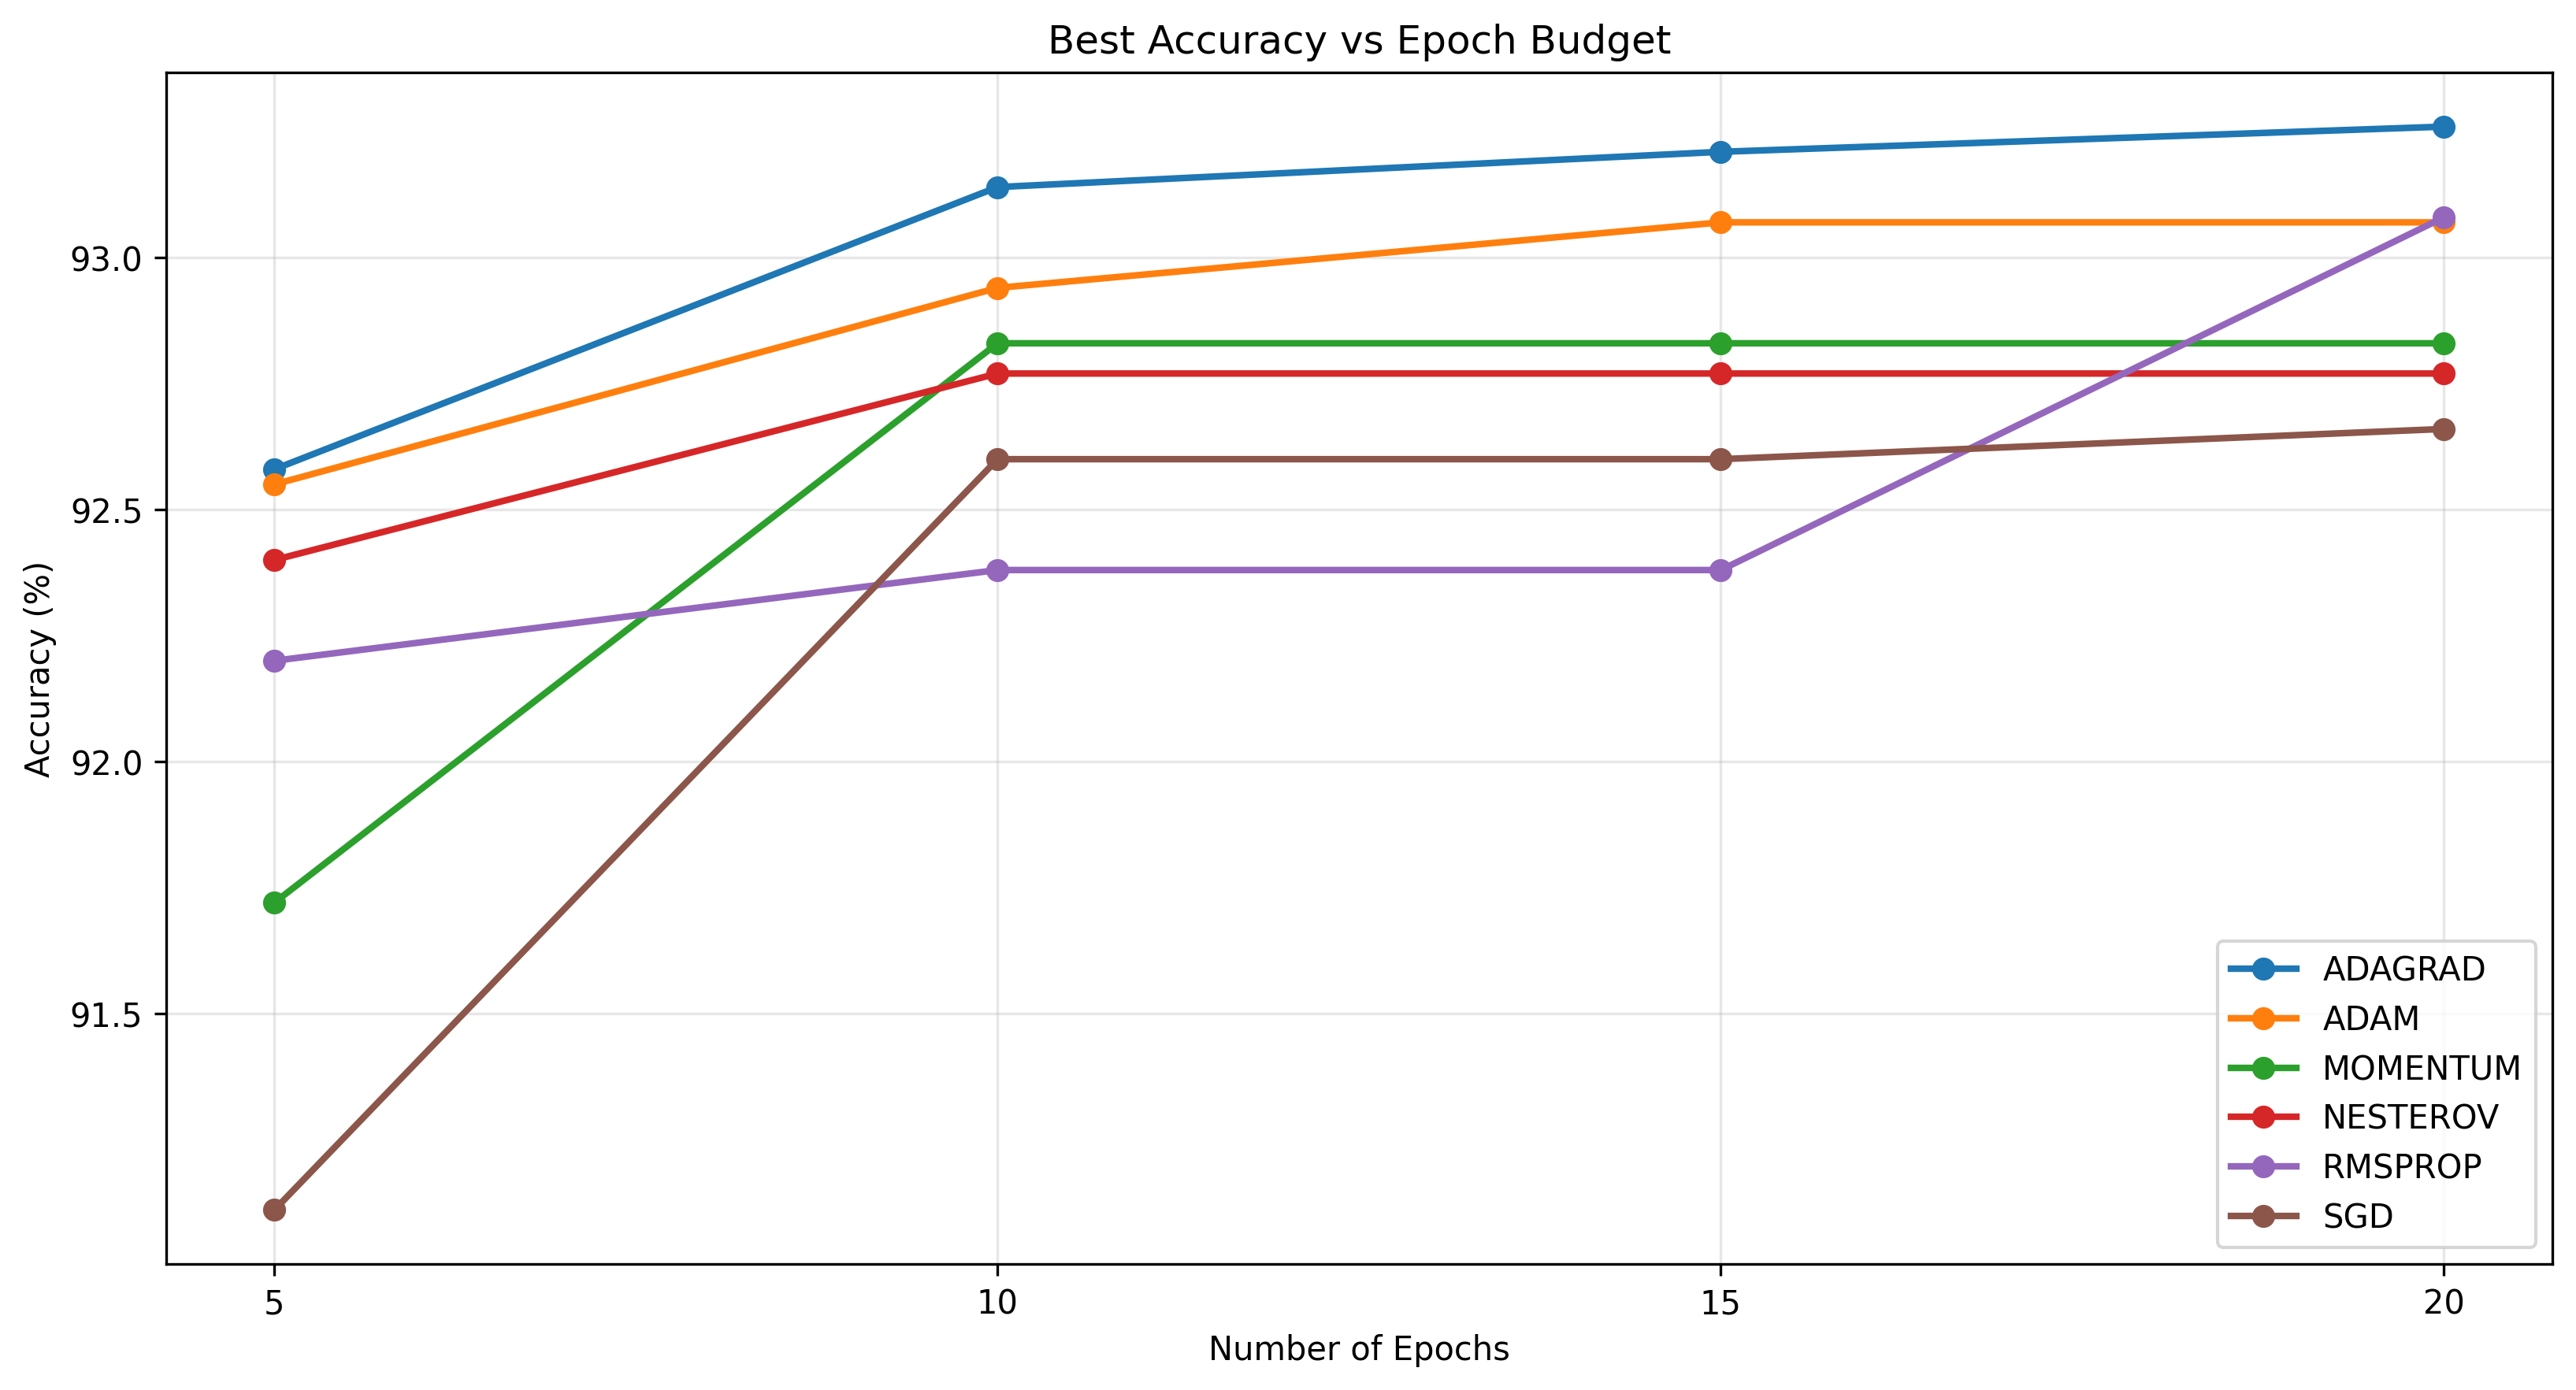 Best Accuracy vs Epoch Budget
Accuracy (%)
93.0
92.5
92.0
91.5
5 10 15 20
Number of Epochs
ADAGRAD
ADAM
MOMENTUM
NESTEROV
RMSPROP
SGD